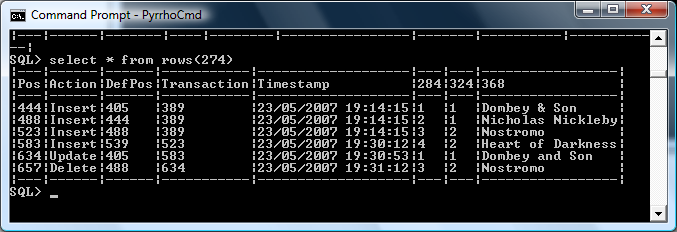 Command Prompt - PyrrhoCmd
|---|------|------|-----------|-------------------|---|---|-----------------|
--|
SQL> select * from rows(274)
|---|------|------|-----------|-------------------|---|---|-----------------|
|Pos|Action|DefPos|Transaction|Timestamp          |284|324|368              |
|---|------|------|-----------|-------------------|---|---|-----------------|
|444|Insert|405   |389        |23/05/2007 19:14:15|1  |1  |Dombey & Son     |
|488|Insert|444   |389        |23/05/2007 19:14:15|2  |1  |Nicholas Nickleby|
|523|Insert|488   |389        |23/05/2007 19:14:15|3  |2  |Nostromo         |
|583|Insert|539   |523        |23/05/2007 19:30:12|4  |2  |Heart of Darkness|
|634|Update|405   |583        |23/05/2007 19:30:53|1  |1  |Dombey and Son   |
|657|Delete|488   |634        |23/05/2007 19:31:12|3  |2  |Nostromo         |
|---|------|------|-----------|-------------------|---|---|-----------------|
SQL> _